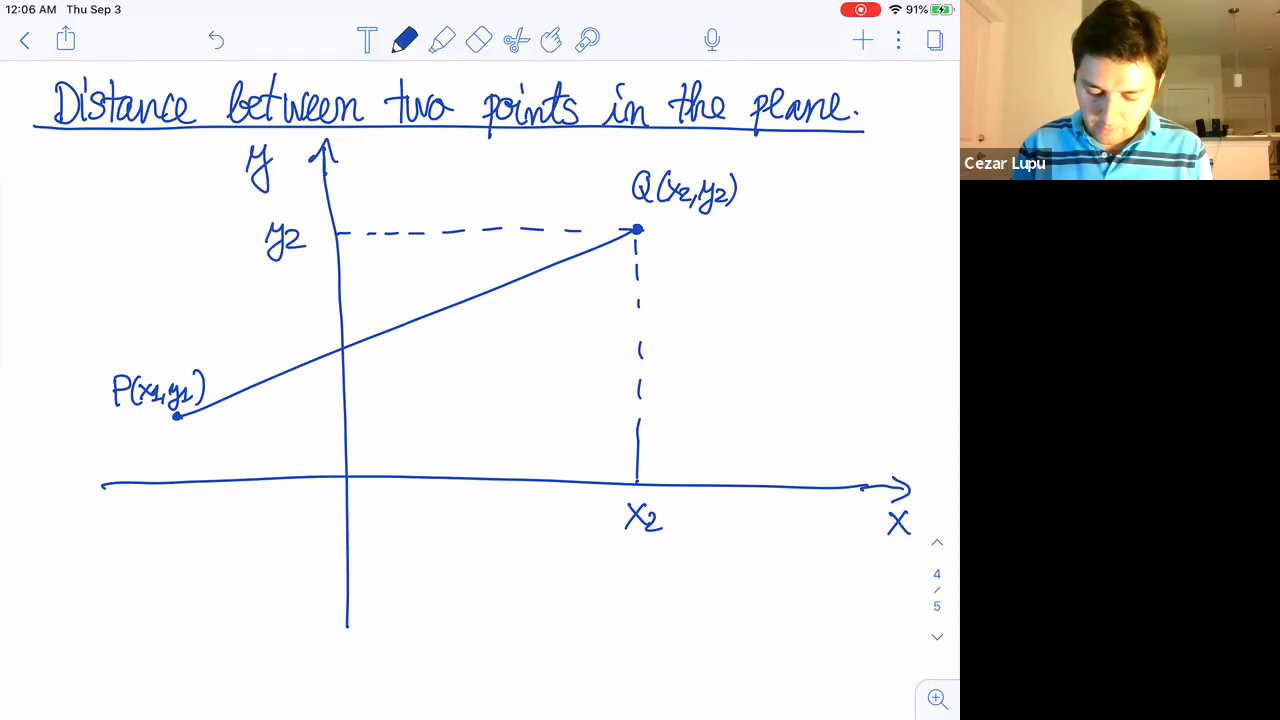 12:06 AM Thu Sep 3
91%
T
Distance between two points in the plane.
y
Q(x2,y2)
y2
P(x1,y1)
x2
x
4
/
5
Cezar Lupu